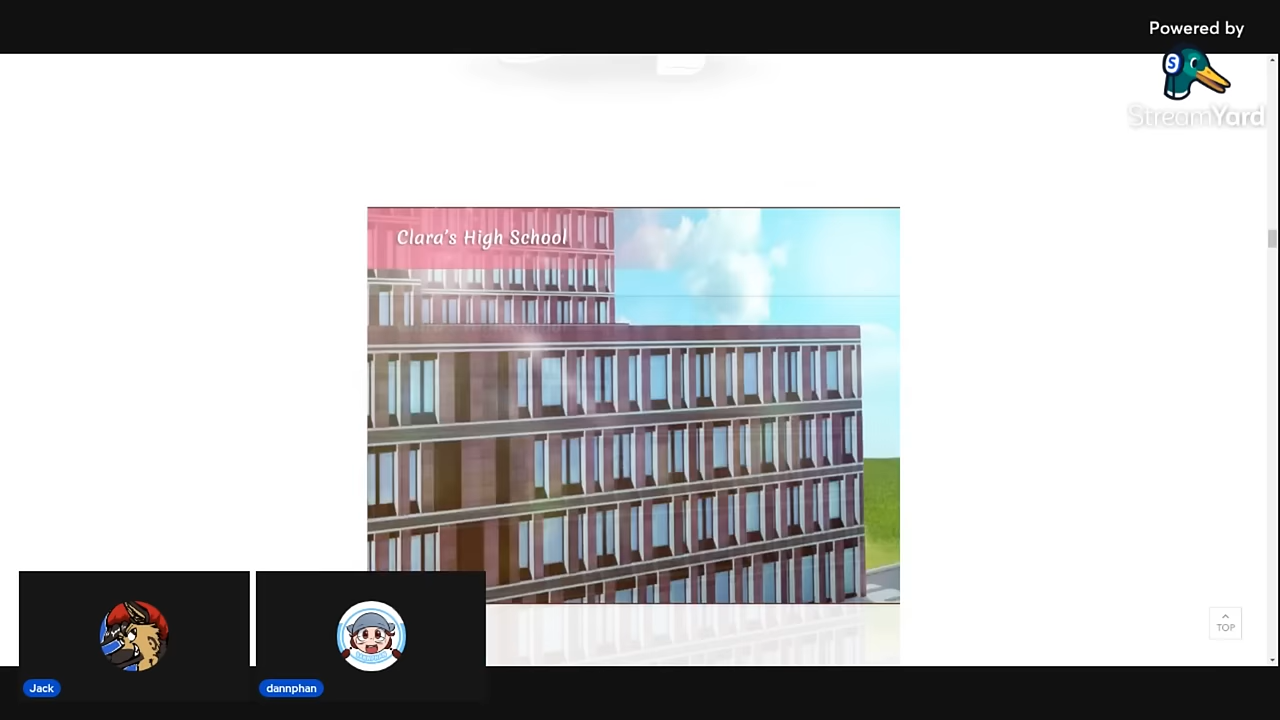 Powered by
S
StreamYard
Clara's High School
TOP
Jack
dannphan